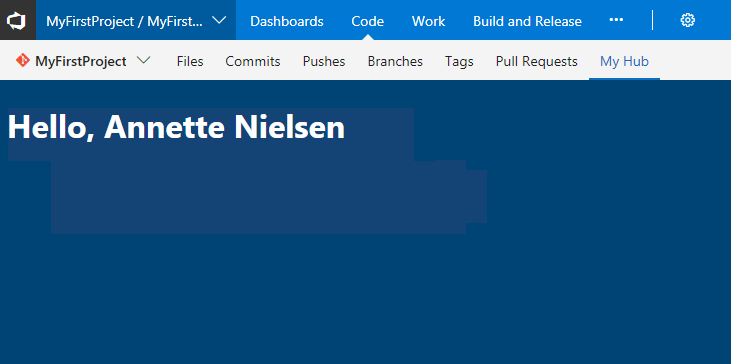 MyFirstProject / MyFirst... Dashboards Code Work Build and Release ...
MyFirstProject Files Commits Pushes Branches Tags Pull Requests My Hub
Hello, Annette Nielsen